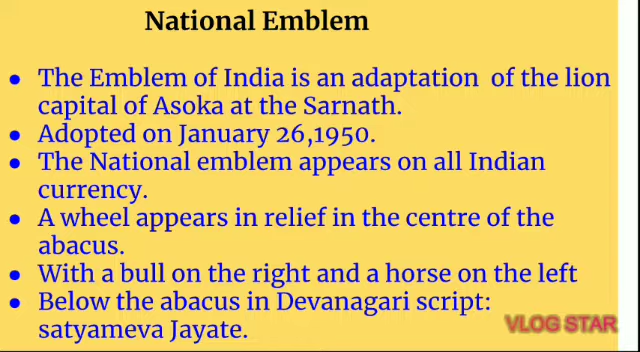 National Emblem
● The Emblem of India is an adaptation of the lion
capital of Asoka at the Sarnath.
● Adopted on January 26,1950.
● The National emblem appears on all Indian
currency.
● A wheel appears in relief in the centre of the
abacus.
● With a bull on the right and a horse on the left
● Below the abacus in Devanagari script:
satyameva Jayate.
VLOG STAR